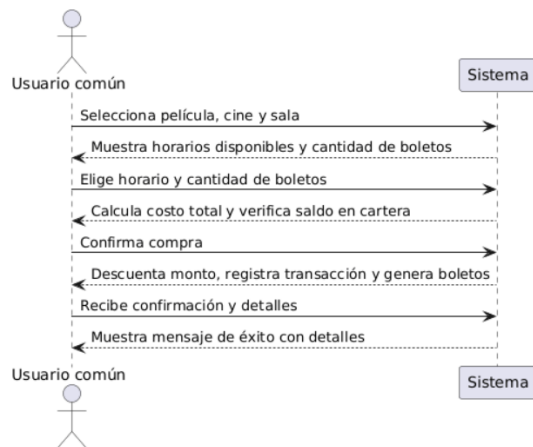 Usuario común
Sistema
Selecciona película, cine y sala
Muestra horarios disponibles y cantidad de boletos
Elige horario y cantidad de boletos
Calcula costo total y verifica saldo en cartera
Confirma compra
Descuenta monto, registra transacción y genera boletos
Recibe confirmación y detalles
Muestra mensaje de éxito con detalles
Usuario común
Sistema